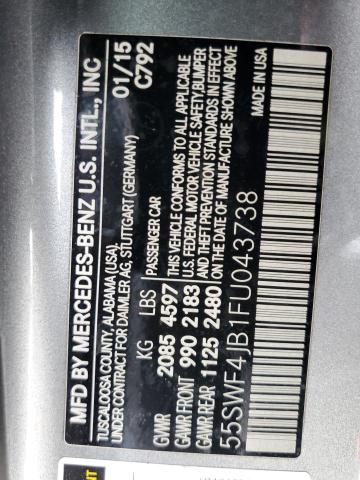 MFD BY MERCEDES-BENZ U.S. INTL., INC
TUSCALOOSA COUNTY, ALABAMA (USA)
UNDER CONTRACT FOR DAIMLER AG, STUTTGART (GERMANY)
01/15
C792
KG LBS PASSENGER CAR
GVWR 2085 4597 THIS VEHICLE CONFORMS TO ALL APPLICABLE
GAWR FRONT 990 2183 U.S. FEDERAL MOTOR VEHICLE SAFETY,BUMPER
GAWR REAR 1125 2480 AND THEFT PREVENTION STANDARDS IN EFFECT
ON THE DATE OF MANUFACTURE SHOWN ABOVE
55SWF4JB1FU043738
MADE IN USA